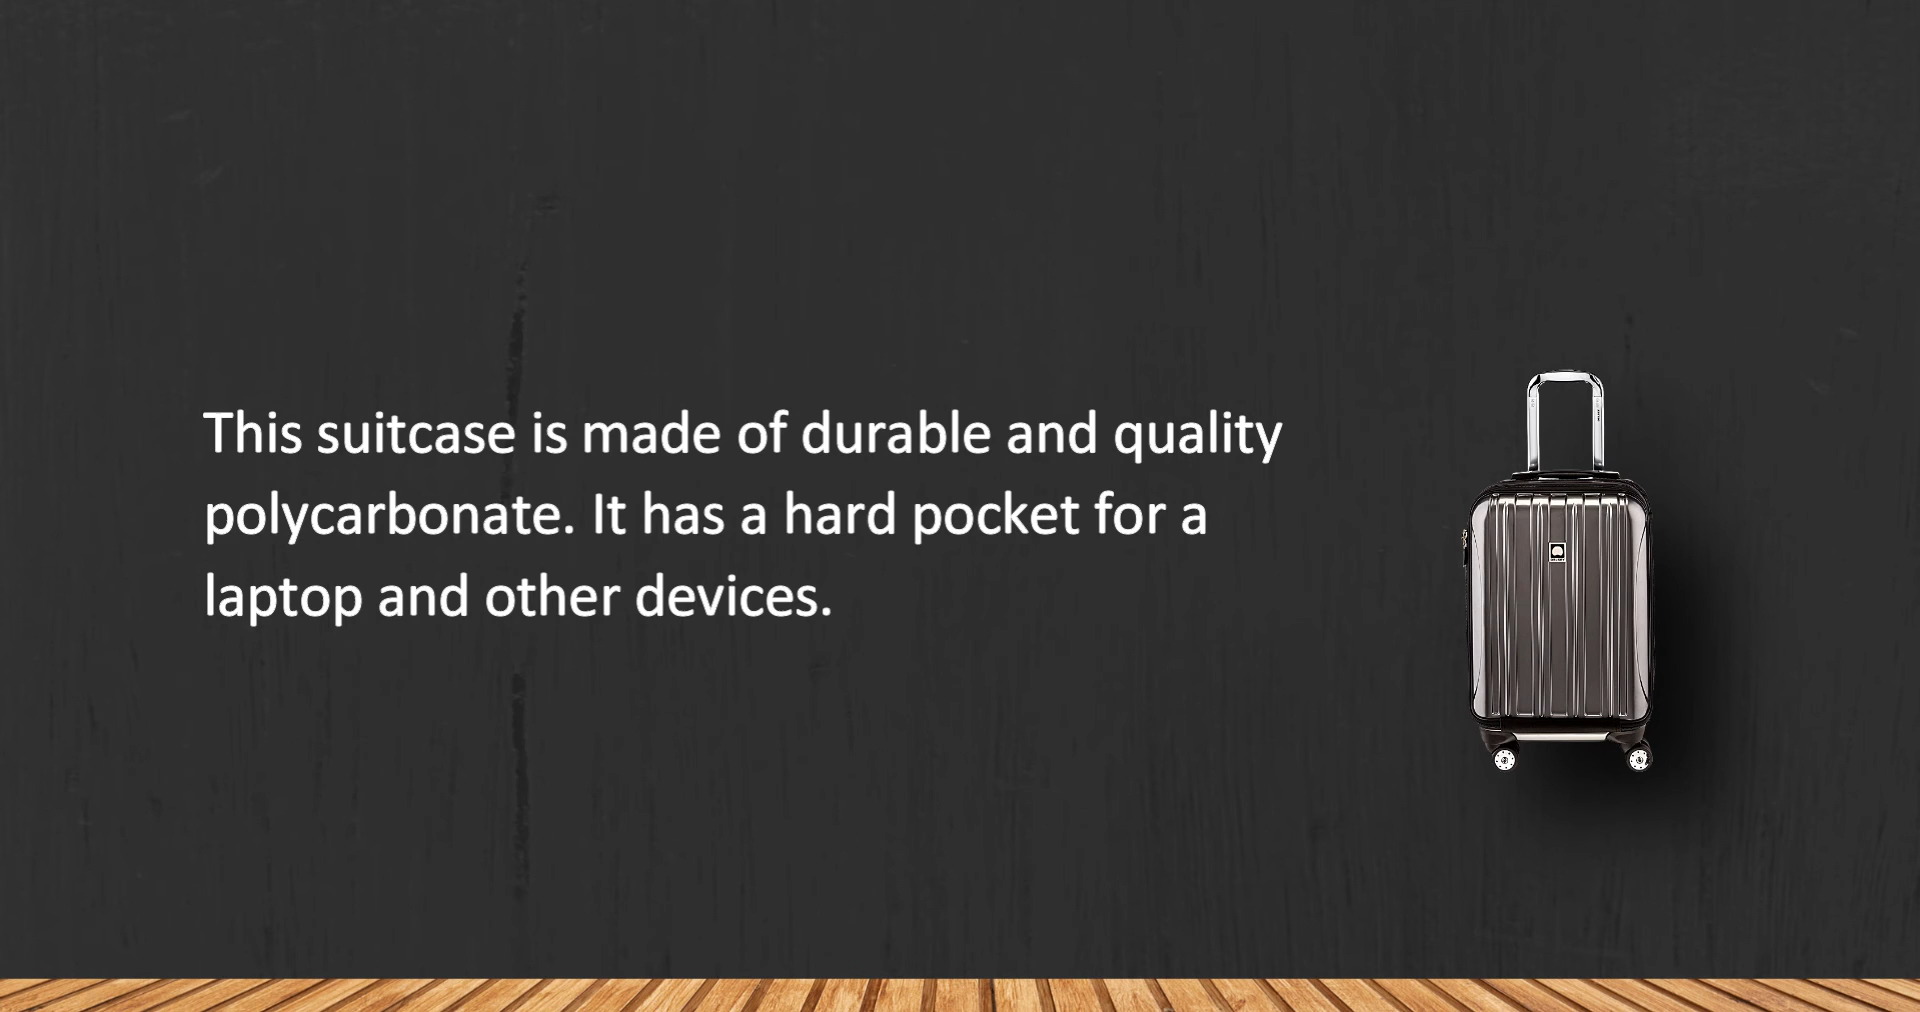 This suitcase is made of durable and quality
polycarbonate. It has a hard pocket for a
laptop and other devices.